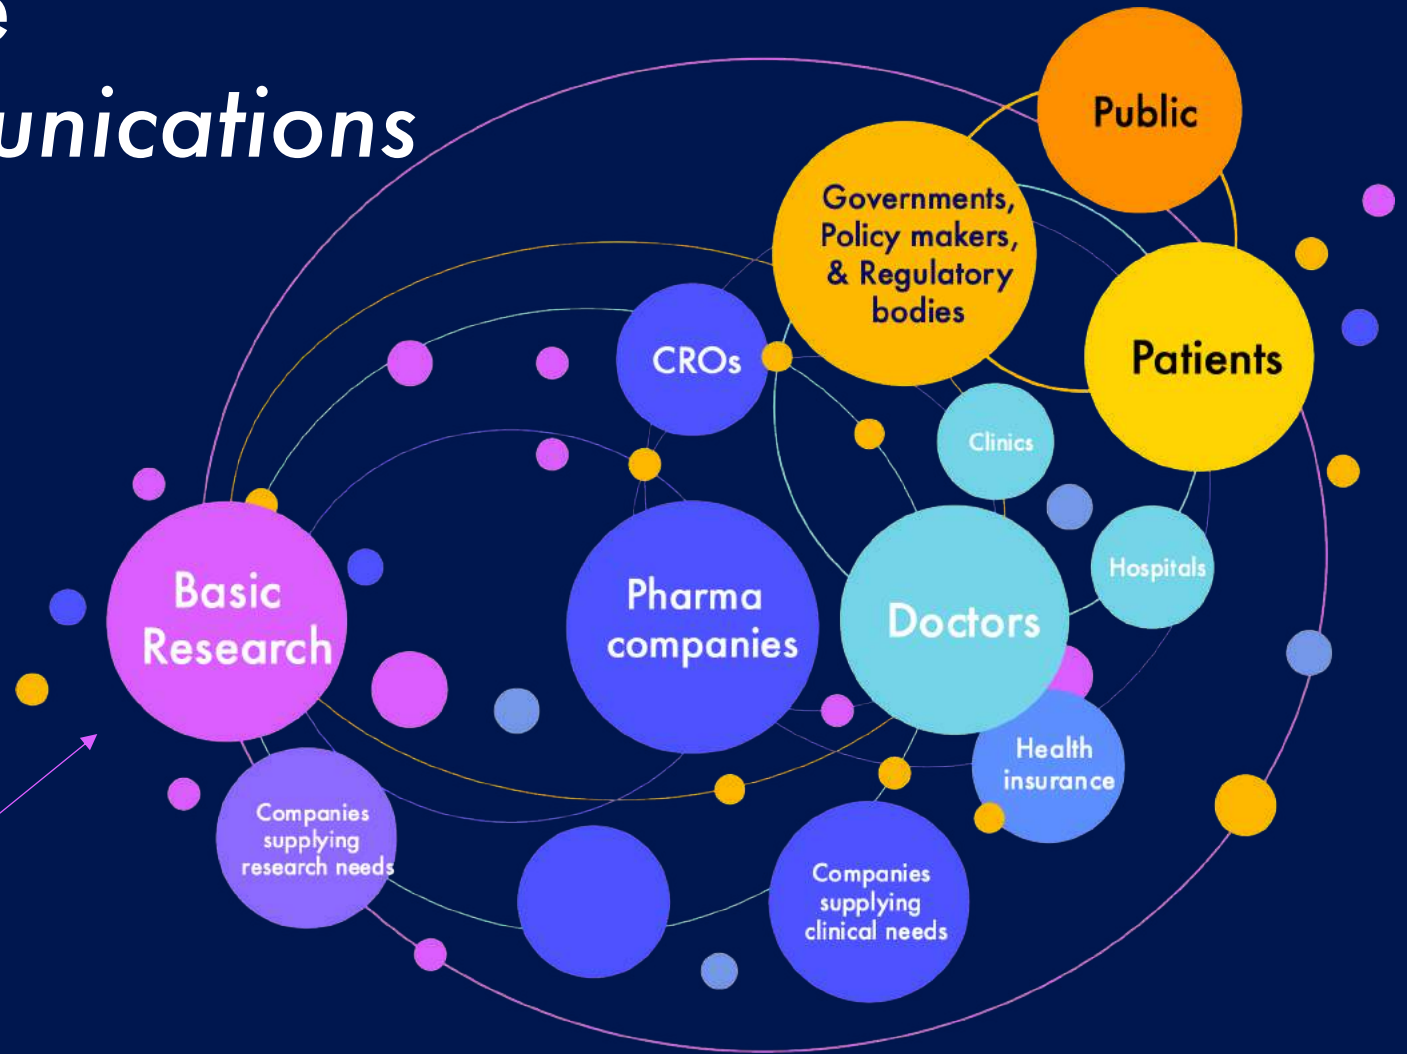 unications
Public
Governments,
Policy makers,
& Regulatory
bodies
CROs
Patients
Clinics
Basic
Research
Pharma
companies
Doctors
Hospitals
Health
insurance
Companies
supplying
research needs
Companies
supplying
clinical needs